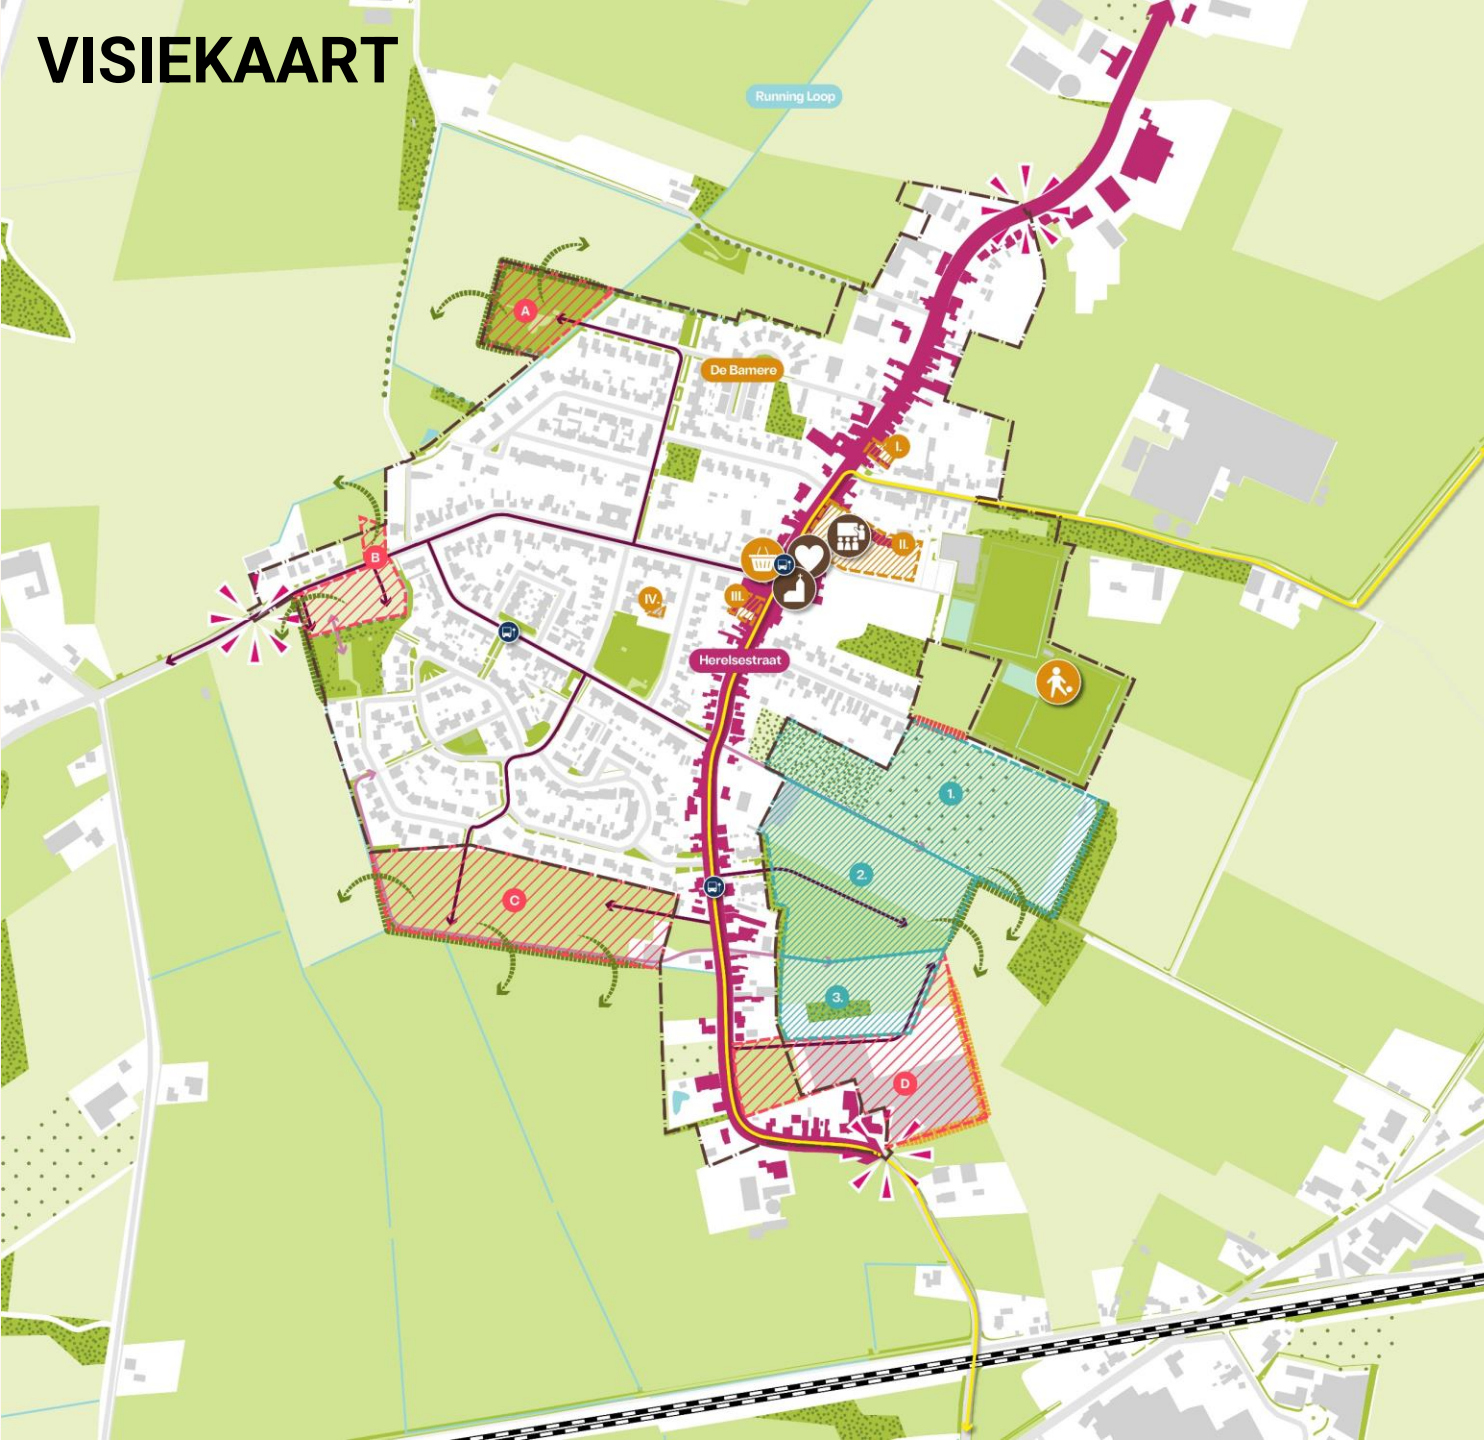 VISIEKAART
Running Loop
A
De Bamere
I.
II.
B
IV.
III.
Herelsestraat
1.
2.
C
3.
D